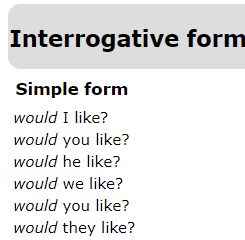 Interrogative form
Simple form
would I like?
would you like?
would he like?
would we like?
would you like?
would they like?